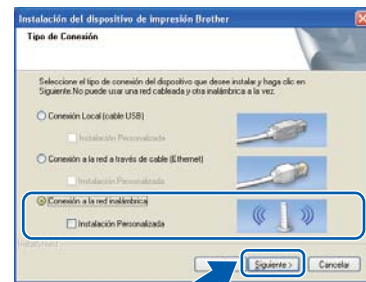 Instalación del dispositivo de impresión Brother
Tipo de Conexión
Seleccione el tipo de conexión del dispositivo que desee instalar y haga clic en
Siguiente.No puede usar una red cableada y otra inalámbrica a la vez.
Conexión Local (cable USB)
Instalación Personalizada
Conexión a la red a través de cable (Ethernet)
Instalación Personalizada
Conexión a la red inalámbrica
Instalación Personalizada
InstallShield
Siguiente >
Cancelar